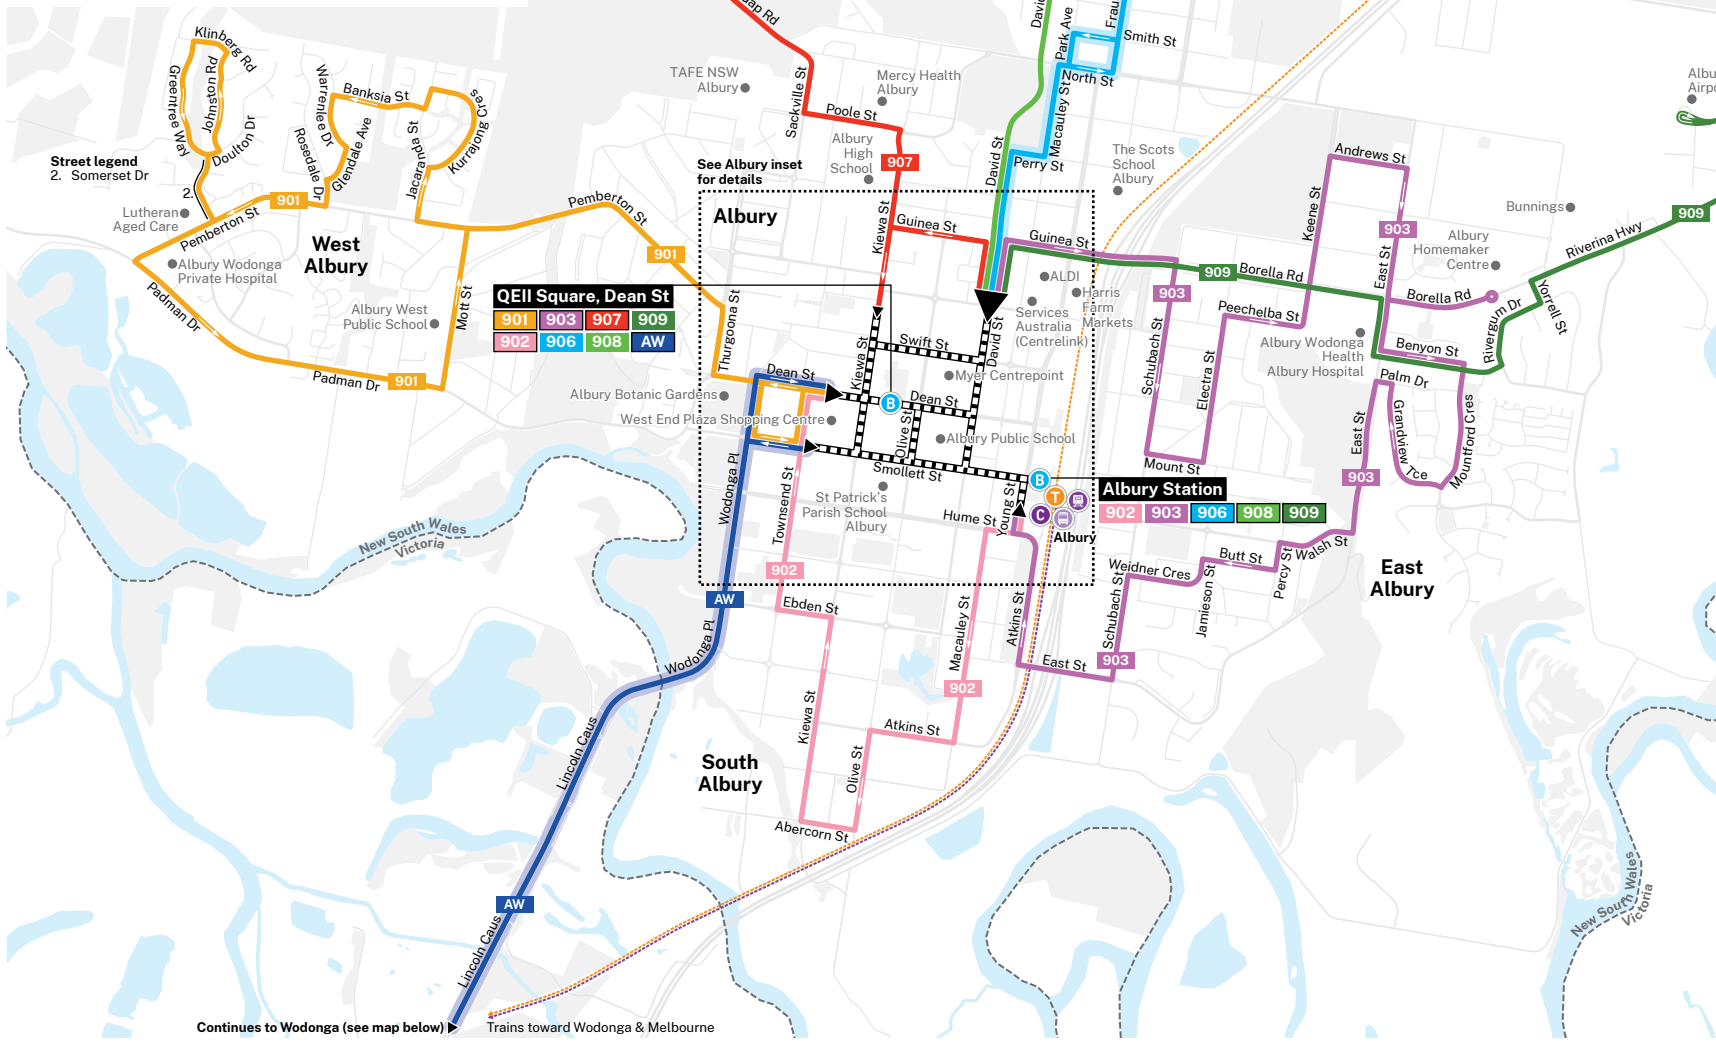 Klinberg Rd
Greentree Way
Johnston Rd
Doulton Dr
Street legend
2. Somerset Dr
2.
Lutheran
Aged Care
Pemberton St
901
Warrenlee Dr
Banksia St
Rosedale Dr
Glendale Ave
Jacaranda St
Kurrajong Cres
West
Albury
Albury Wodonga
Private Hospital
Padman Dr
Albury West
Public School
Mott St
Padman Dr
901
Pemberton St
901
Thurgoona St
QEII Square, Dean St
901
903
907
909
902
906
908
AW
TAFE NSW
Albury
Sackville St
Poole St
Mercy Health
Albury
Albury
High
School
907
See Albury inset
for details
Albury
Kiewa St
Guinea St
David St
Park Ave
Smith St
North St
Macauley St
Perry St
David St
The Scots
School
Albury
Guinea St
ALDI
Harris
Farm
Markets
Services
Australia
(Centrelink)
Swift St
Kiewa St
David St
Myer Centrepoint
Dean St
B
Dean St
Olive St
Albury Botanic Gardens
West End Plaza Shopping Centre
Albury Public School
Smollett St
Wodonga Pl
Townsend St
St Patrick's
Parish School
Albury
Hume St
Young St
B
T
C
Albury
Albury Station
902
903
906
908
909
902
AW
Ebden St
Wodonga Pl
Kiewa St
Macauley St
902
Atkins St
Atkins St
Olive St
Abercorn St
South
Albury
East St
903
Schubach St
Weidner Cres
Jamieson St
Butt St
Percy St
Walsh St
East
Albury
903
East St
Palm Dr
Grandview Tce
Mountford Cres
Mount St
Schubach St
903
Electra St
Peechelba St
Keene St
Andrews St
903
East St
909
Borella Rd
Borella Rd
Albury
Homemaker
Centre
Bunnings
Riverina Hwy
909
Yorrell St
Rivergum Dr
Benyon St
Albury Wodonga
Health
Albury Hospital
New South Wales
Victoria
New South Wales
Victoria
Lincoln Caus
AW
Lincoln Caus
Continues to Wodonga (see map below)
Trains toward Wodonga & Melbourne